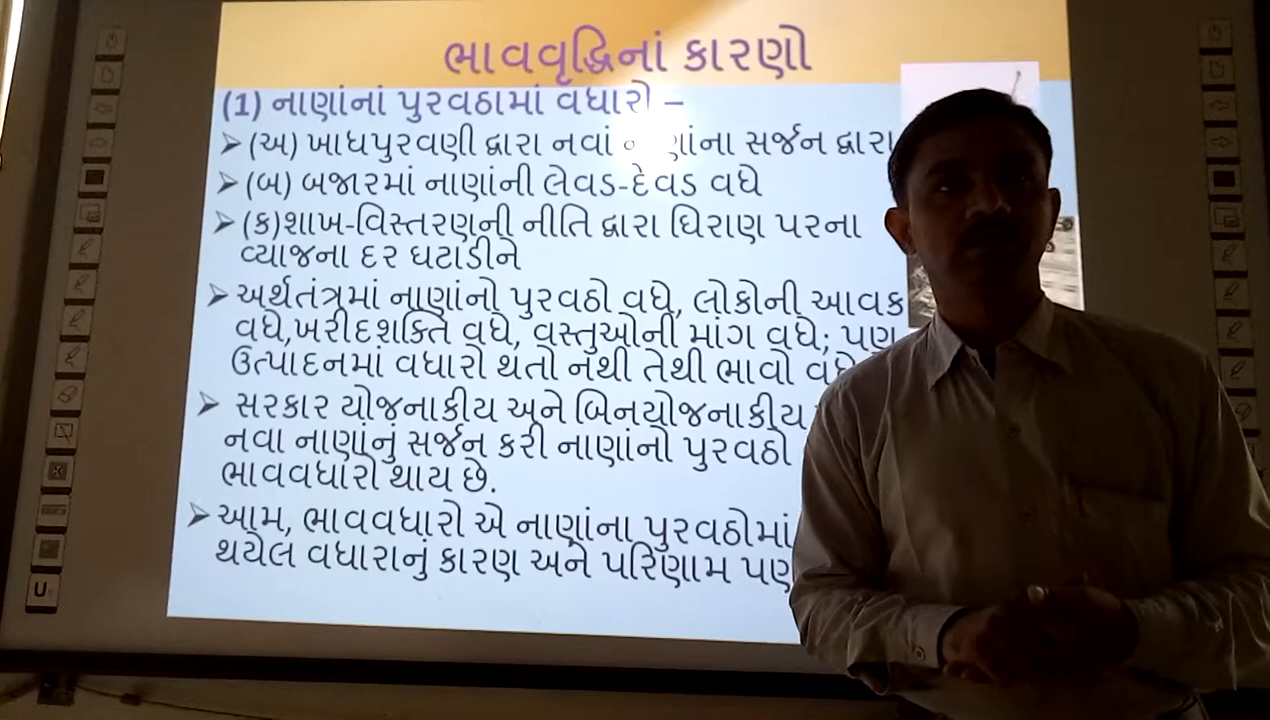 ભાવવૃદ્ધિનાં કારણો
(1) નાણાંનાં પુરવઠામાં વધારો –
➢ (અ) ખાધપુરવણી દ્વારા નવાં ણાંના સર્જન દ્વારા
➢ (બ) બજારમાં નાણાંની લેવડ-દેવડ વધે
➢ (ક)શાખ-વિસ્તરણની નીતિ દ્વારા ધિરાણ પરના
વ્યાજના દર ઘટાડીને
➢ અર્થતંત્રમાં નાણાંનો પુરવઠો વધે, લોકોની આવક
વધે,ખરીદશક્તિ વધે, વસ્તુઓની માંગ વધે; પણ
ઉત્પાદનમાં વધારો થતો નથી તેથી ભાવો વધે
➢ સરકાર યોજનાકીય અને બિનયોજનાકીય
નવા નાણાંનું સર્જન કરી નાણાંનો પુરવઠો
ભાવવધારો થાય છે.
➢ આમ, ભાવવધારો એ નાણાંના પુરવઠોમાં
થયેલ વધારાનું કારણ અને પરિણામ પણ